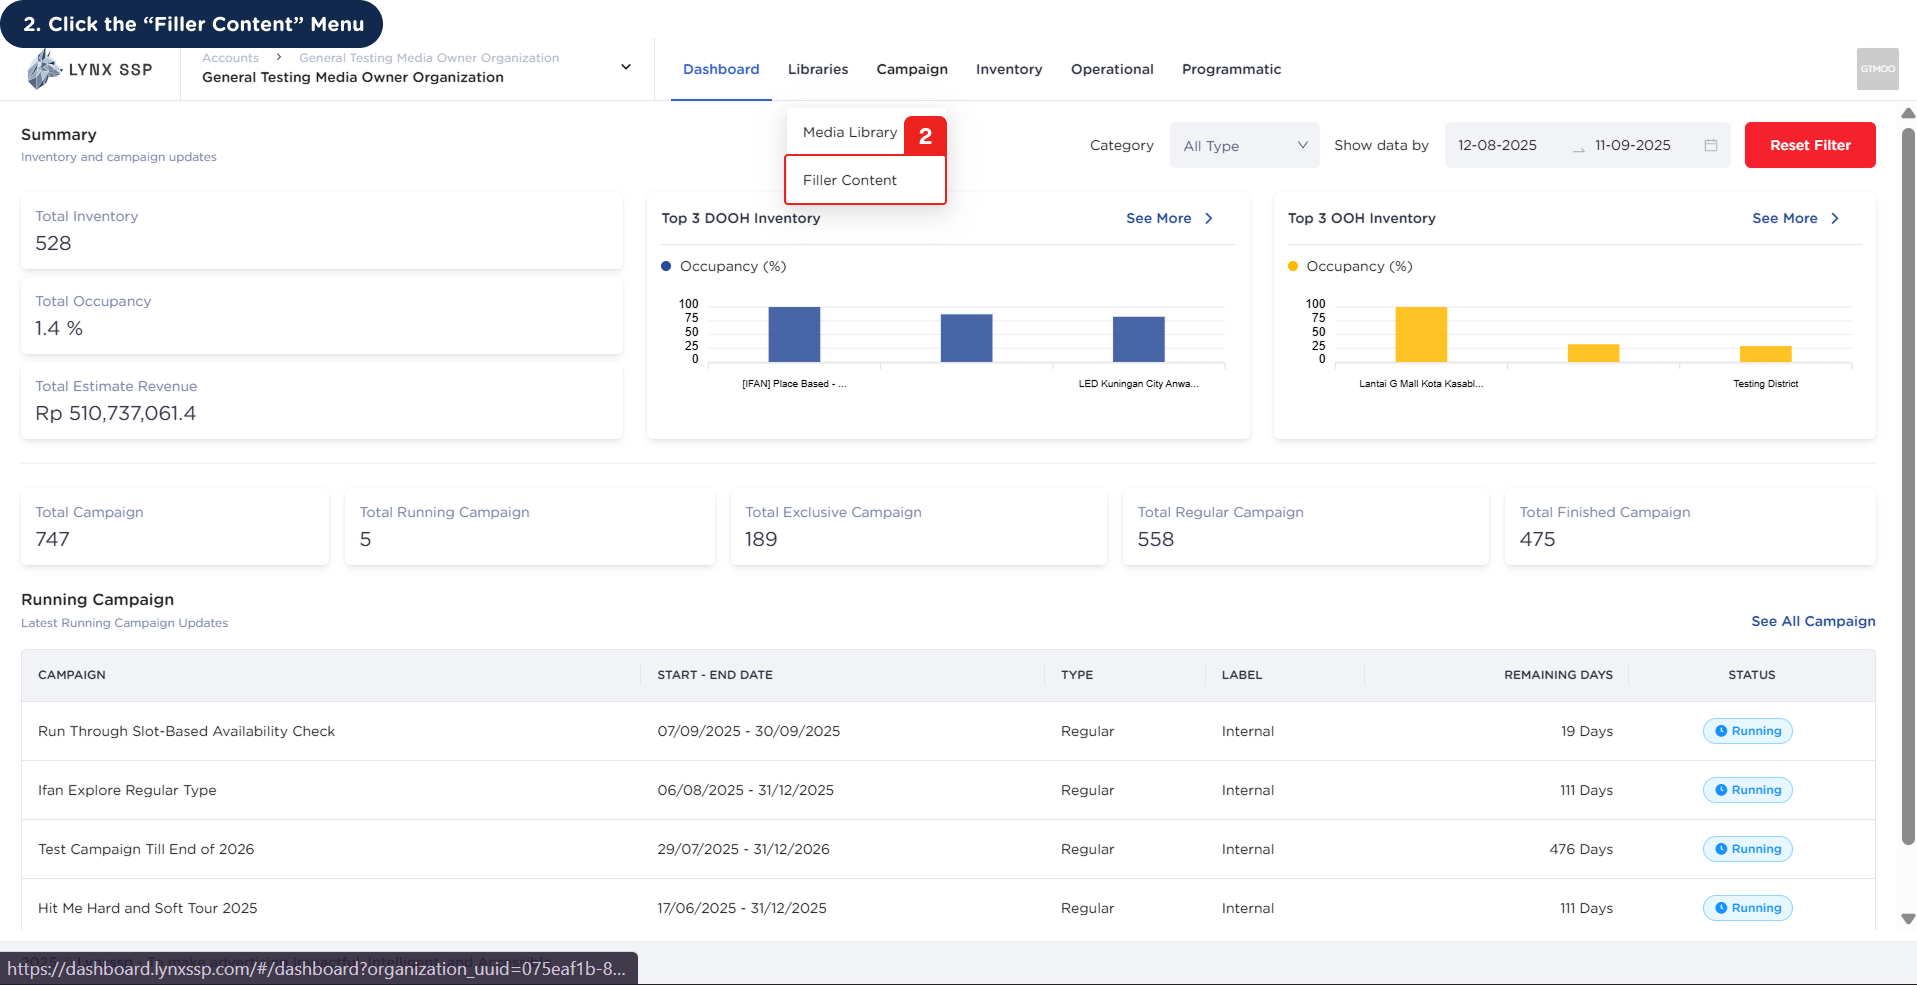 2. Click the “Filler Content” Menu
LYNX SSP
Accounts > General Testing Media Owner Organization
General Testing Media Owner Organization
Dashboard Libraries Campaign Inventory Operational Programmatic
GTMOO
Media Library
2
Filler Content
Summary
Inventory and campaign updates
Category All Type Show data by 12-08-2025 11-09-2025 Reset Filter
Total Inventory
528
Total Occupancy
1.4 %
Total Estimate Revenue
Rp 510,737,061.4
Top 3 DOOH Inventory See More
Occupancy (%)
100
75
50
25
0
[IFAN] Place Based - ... LED Kuningan City Anwa...
Top 3 OOH Inventory See More
Occupancy (%)
100
75
50
25
0
Lantai G Mall Kota Kasabl... Testing District
Total Campaign
747
Total Running Campaign
5
Total Exclusive Campaign
189
Total Regular Campaign
558
Total Finished Campaign
475
Running Campaign
Latest Running Campaign Updates
See All Campaign
CAMPAIGN START - END DATE TYPE LABEL REMAINING DAYS STATUS
Run Through Slot-Based Availability Check 07/09/2025 - 30/09/2025 Regular Internal 19 Days Running
Ifan Explore Regular Type 06/08/2025 - 31/12/2025 Regular Internal 111 Days Running
Test Campaign Till End of 2026 29/07/2025 - 31/12/2026 Regular Internal 476 Days Running
Hit Me Hard and Soft Tour 2025 17/06/2025 - 31/12/2025 Regular Internal 111 Days Running
https://dashboard.lynxssp.com/#/dashboard?organization_uuid=075eaf1b-8...